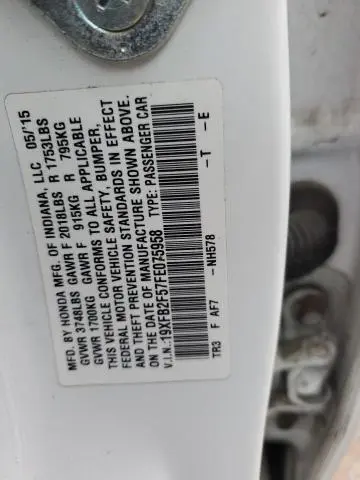 MFD. BY HONDA MFG. OF INDIANA, LLC 05/'15
GVWR 3748LBS GAWR F 2018LBS R 1753LBS
GVWR 1700KG GAWR F 915KG R 795KG
THIS VEHICLE CONFORMS TO ALL APPLICABLE
FEDERAL MOTOR VEHICLE SAFETY, BUMPER,
AND THEFT PREVENTION STANDARDS IN EFFECT
ON THE DATE OF MANUFACTURE SHOWN ABOVE.
V.I.N.:19XFB2F57FE075958 TYPE: PASSENGER CAR
TR3 F AF7 -NH578 -T -E